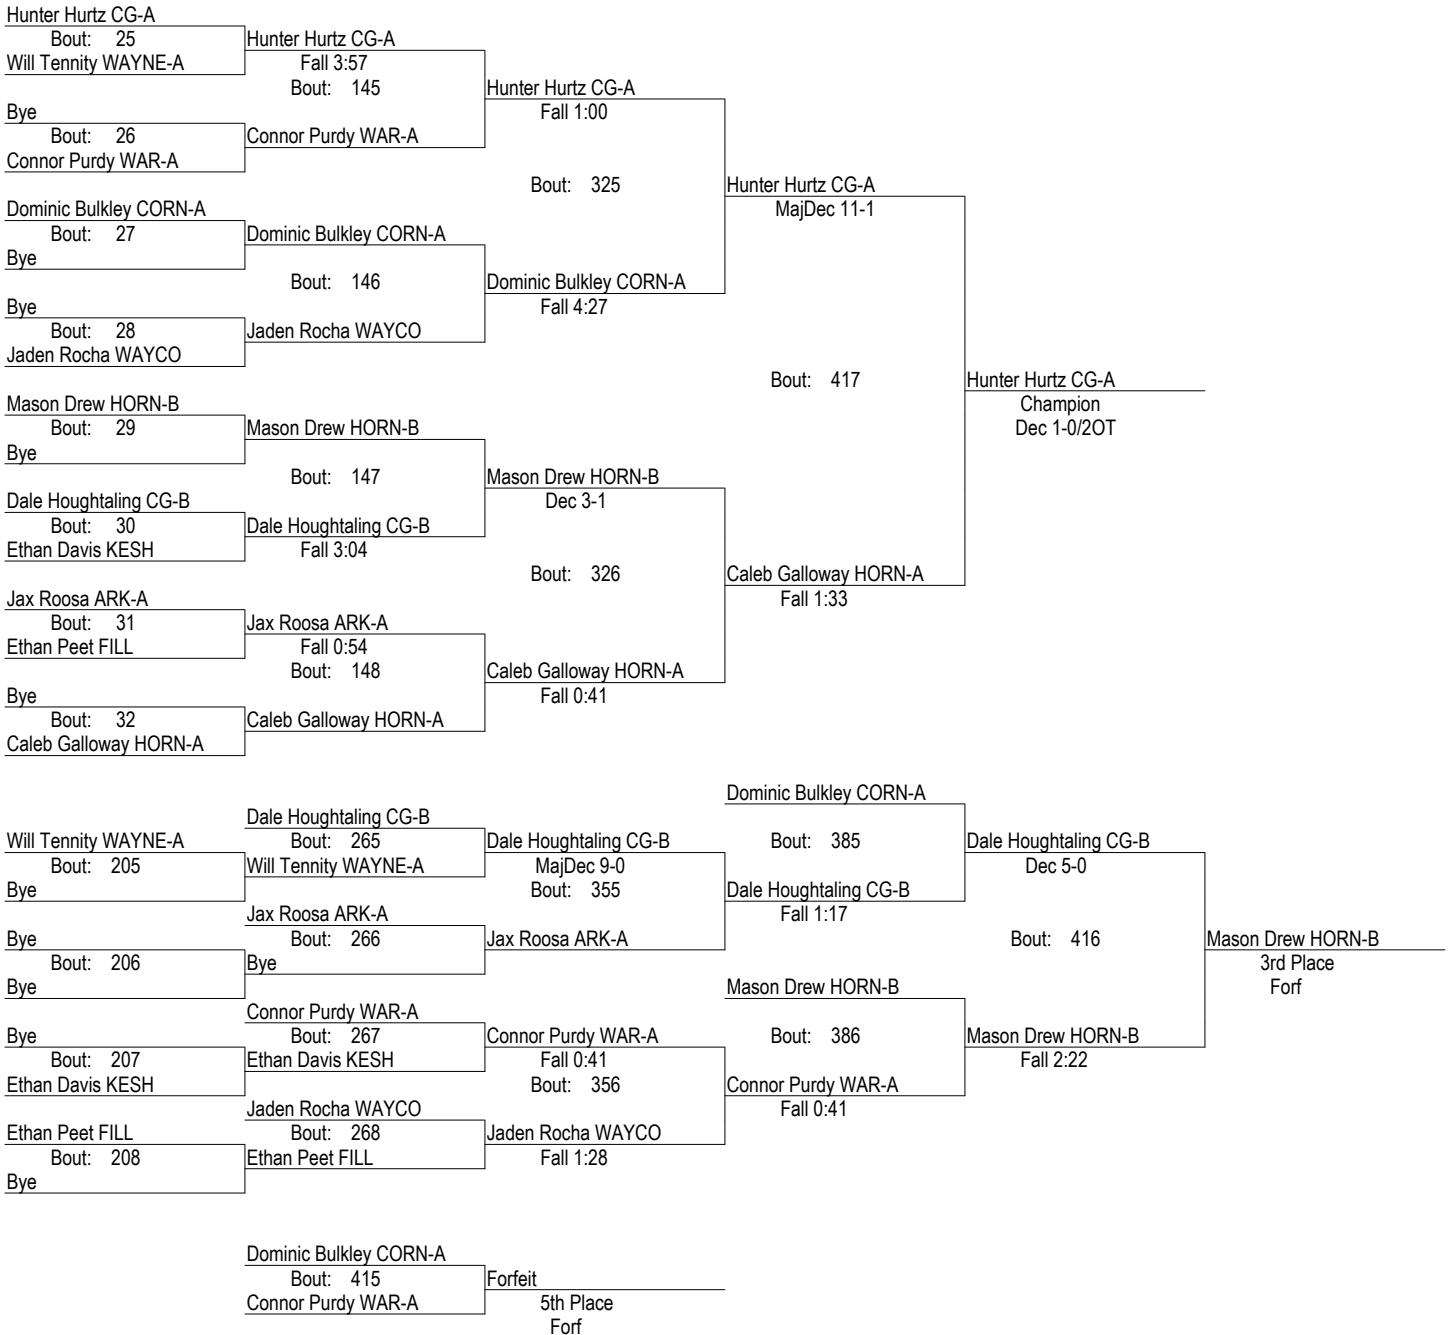 Hunter Hurtz CG-A
Bout: 25
Hunter Hurtz CG-A
Will Tennity WAYNE-A
Fall 3:57
Bout: 145
Hunter Hurtz CG-A
Bye
Fall 1:00
Bout: 26
Connor Purdy WAR-A
Connor Purdy WAR-A
Bout: 325
Hunter Hurtz CG-A
Dominic Bulkley CORN-A
MajDec 11-1
Bout: 27
Dominic Bulkley CORN-A
Bye
Bout: 146
Dominic Bulkley CORN-A
Bye
Fall 4:27
Bout: 28
Jaden Rocha WAYCO
Jaden Rocha WAYCO
Bout: 417
Hunter Hurtz CG-A
Mason Drew HORN-B
Champion
Bout: 29
Mason Drew HORN-B
Dec 1-0/2OT
Bye
Bout: 147
Mason Drew HORN-B
Dale Houghtaling CG-B
Dec 3-1
Bout: 30
Dale Houghtaling CG-B
Ethan Davis KESH
Fall 3:04
Bout: 326
Caleb Galloway HORN-A
Jax Roosa ARK-A
Fall 1:33
Bout: 31
Jax Roosa ARK-A
Ethan Peet FILL
Fall 0:54
Bout: 148
Caleb Galloway HORN-A
Bye
Fall 0:41
Bout: 32
Caleb Galloway HORN-A
Caleb Galloway HORN-A
Dominic Bulkley CORN-A
Dale Houghtaling CG-B
Will Tennity WAYNE-A
Bout: 265
Dale Houghtaling CG-B
Bout: 385
Dale Houghtaling CG-B
Bout: 205
Will Tennity WAYNE-A
MajDec 9-0
Dec 5-0
Bye
Bout: 355
Dale Houghtaling CG-B
Jax Roosa ARK-A
Fall 1:17
Bye
Bout: 266
Jax Roosa ARK-A
Bout: 416
Mason Drew HORN-B
Bout: 206
Bye
3rd Place
Bye
Mason Drew HORN-B
Forf
Connor Purdy WAR-A
Bye
Bout: 267
Connor Purdy WAR-A
Bout: 386
Mason Drew HORN-B
Bout: 207
Ethan Davis KESH
Fall 0:41
Fall 2:22
Ethan Davis KESH
Bout: 356
Connor Purdy WAR-A
Jaden Rocha WAYCO
Fall 0:41
Ethan Peet FILL
Bout: 268
Jaden Rocha WAYCO
Bout: 208
Ethan Peet FILL
Fall 1:28
Bye
Dominic Bulkley CORN-A
Bout: 415
Forfeit
Connor Purdy WAR-A
5th Place
Forf